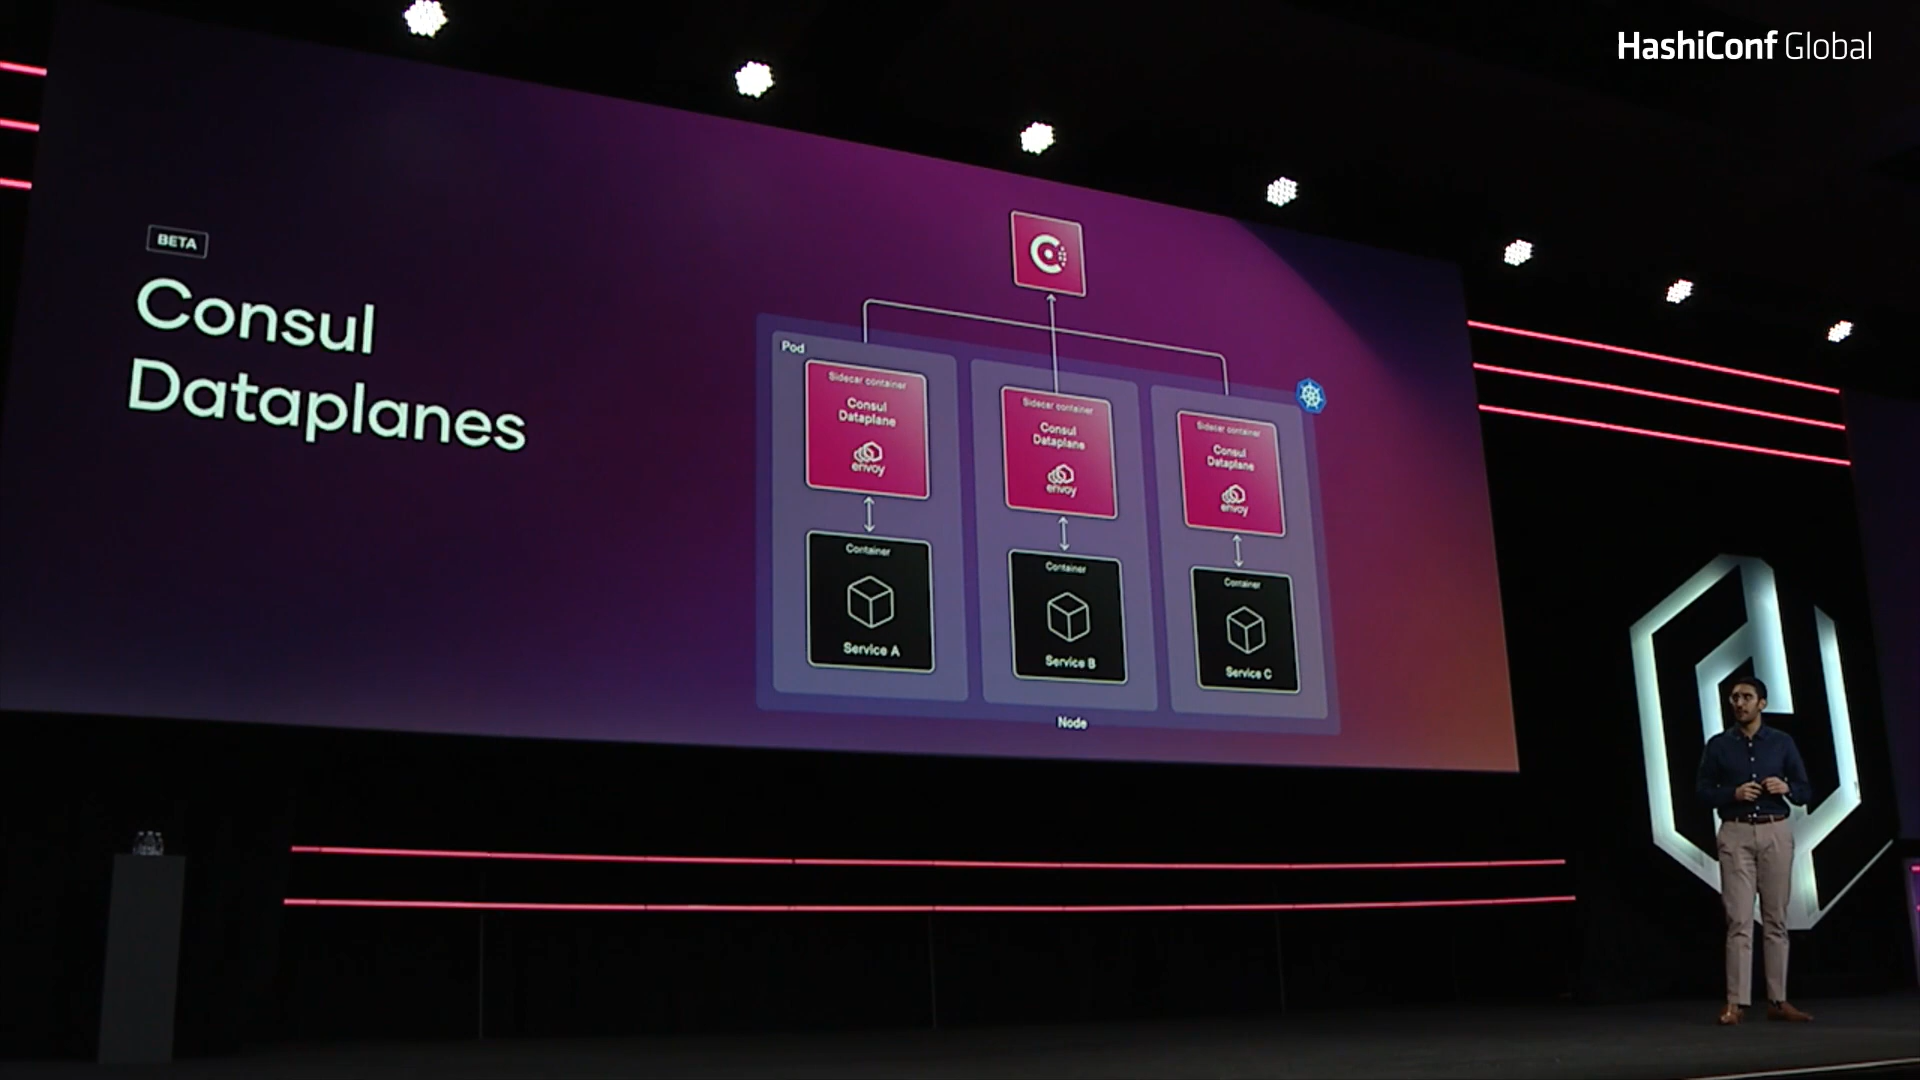 HashiConf Global
BETA
Consul
Dataplanes
Pod
Sidecar container
Consul
Dataplane
envoy
Container
Service A
Sidecar container
Consul
Dataplane
envoy
Container
Service B
Sidecar container
Consul
Dataplane
envoy
Container
Service C
Node